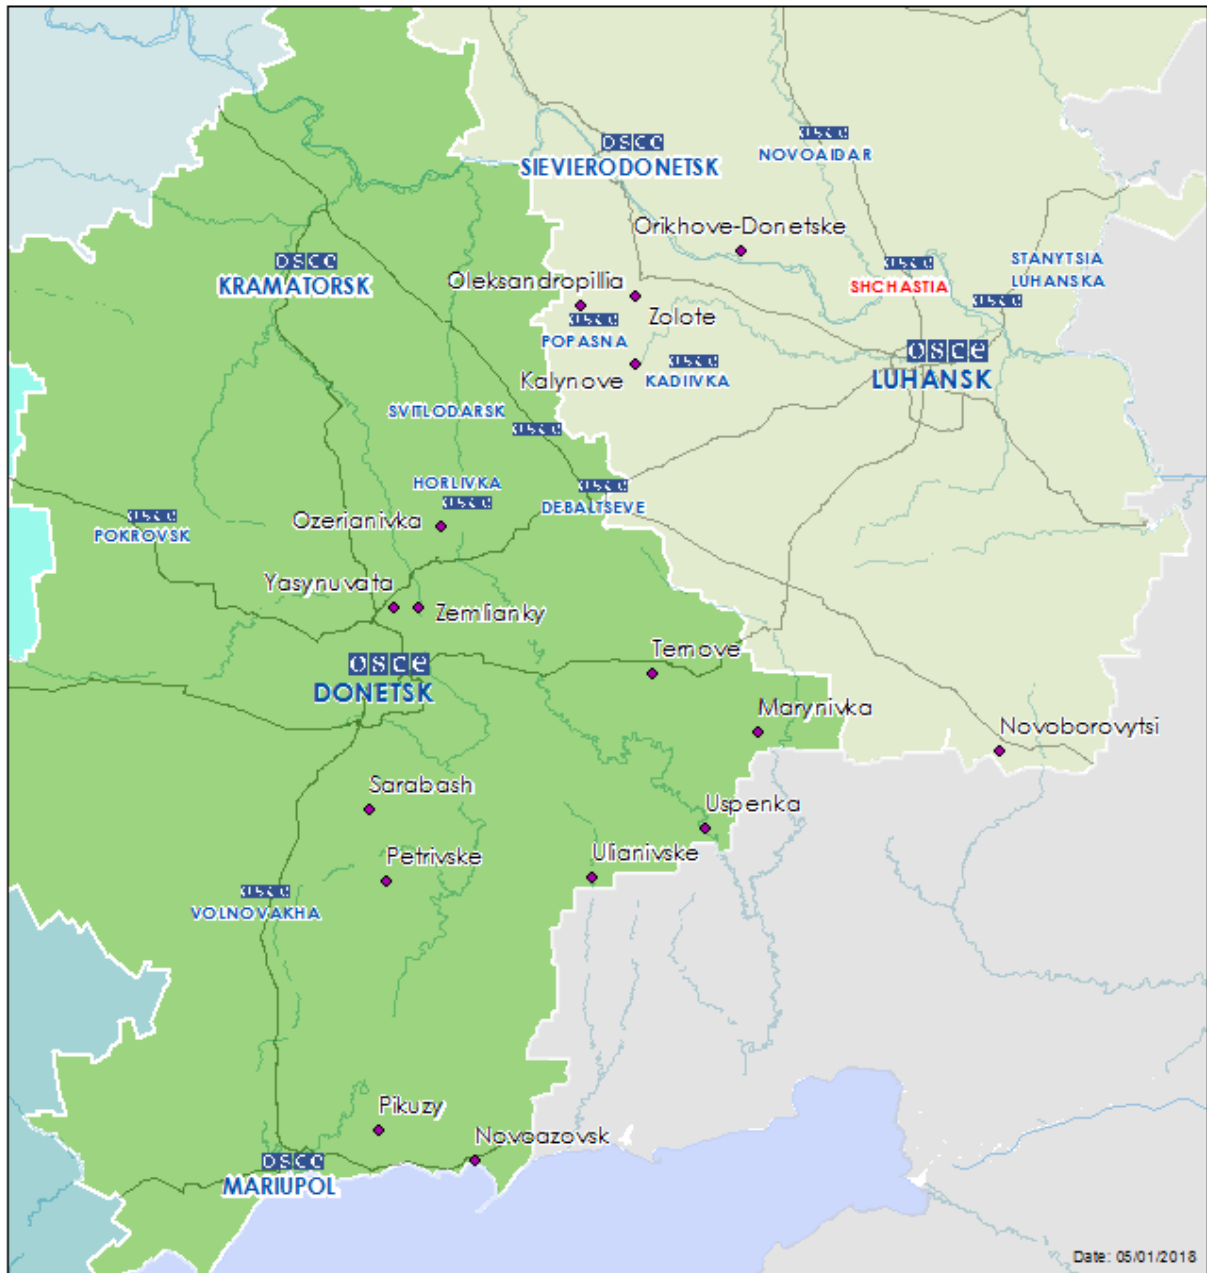 osce
SIEVIERODONETSK
osce
NOVOAIDAR
Orikhove-Donetske
osce
KRAMATORSK
Oleksandropillia
osce
SHCHASTIA
STANYTSIA
LUHANSKA
osce
Zolote
osce
POPASNA
osce
LUHANSK
Kalynove
osce
KADIIVKA
SVITLODARSK
osce
HORLIVKA
osce
osce
DEBALTSEVE
osce
POKROVSK
Ozerianivka
Yasynuvata
Zemlianky
osce
DONETSK
Ternove
Marynivka
Novoborovytsi
Sarabash
Uspenka
Petrivske
Ulianivske
osce
VOLNOVAKHA
Pikuzy
Novoazovsk
osce
MARIUPOL
Date: 05/01/2018